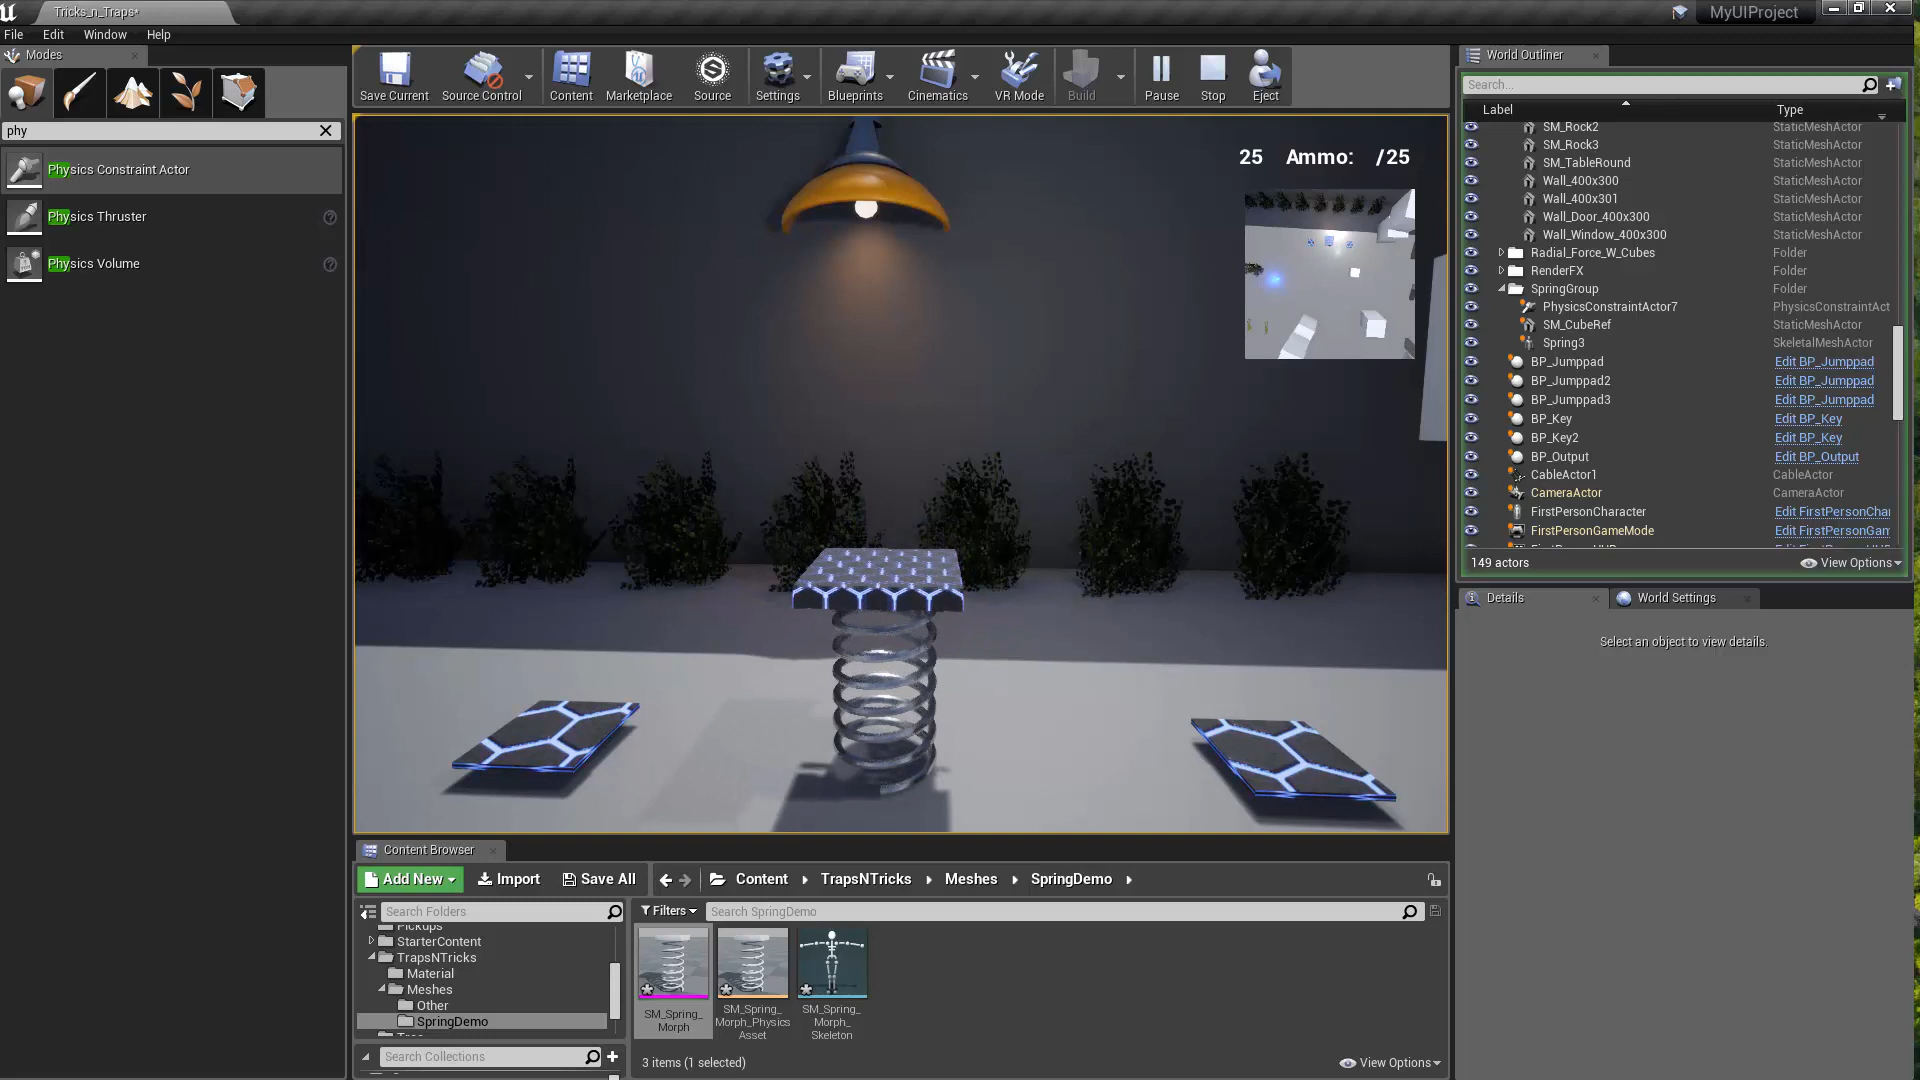 Tricks_n_Traps*
MyUIProject
File Edit Window Help
Modes
phy
Physics Constraint Actor
Physics Thruster
Physics Volume
Save Current
Source Control
Content
Marketplace
Source
Settings
Blueprints
Cinematics
VR Mode
Build
Pause
Stop
Eject
25 Ammo: /25
World Outliner
Search...
Label Type
SM_Rock2 StaticMeshActor
SM_Rock3 StaticMeshActor
SM_TableRound StaticMeshActor
Wall_400x300 StaticMeshActor
Wall_400x301 StaticMeshActor
Wall_Door_400x300 StaticMeshActor
Wall_Window_400x300 StaticMeshActor
Radial_Force_W_Cubes Folder
RenderFX Folder
SpringGroup Folder
PhysicsConstraintActor7 PhysicsConstraintAct
SM_CubeRef StaticMeshActor
Spring3 SkeletalMeshActor
BP_Jumppad Edit BP_Jumppad
BP_Jumppad2 Edit BP_Jumppad
BP_Jumppad3 Edit BP_Jumppad
BP_Key Edit BP_Key
BP_Key2 Edit BP_Key
BP_Output Edit BP_Output
CableActor1 CableActor
CameraActor CameraActor
FirstPersonCharacter Edit FirstPersonChar
FirstPersonGameMode Edit FirstPersonGam
149 actors View Options
Details World Settings
Select an object to view details.
Content Browser
Add New Import Save All Content TrapsNTricks Meshes SpringDemo
Search Folders
Filters Search SpringDemo
Pickups
StarterContent
TrapsNTricks
Material
Meshes
Other
SpringDemo
Search Collections
SM_Spring_
Morph
SM_Spring_
Morph_Physics
Asset
SM_Spring_
Morph_
Skeleton
3 items (1 selected) View Options